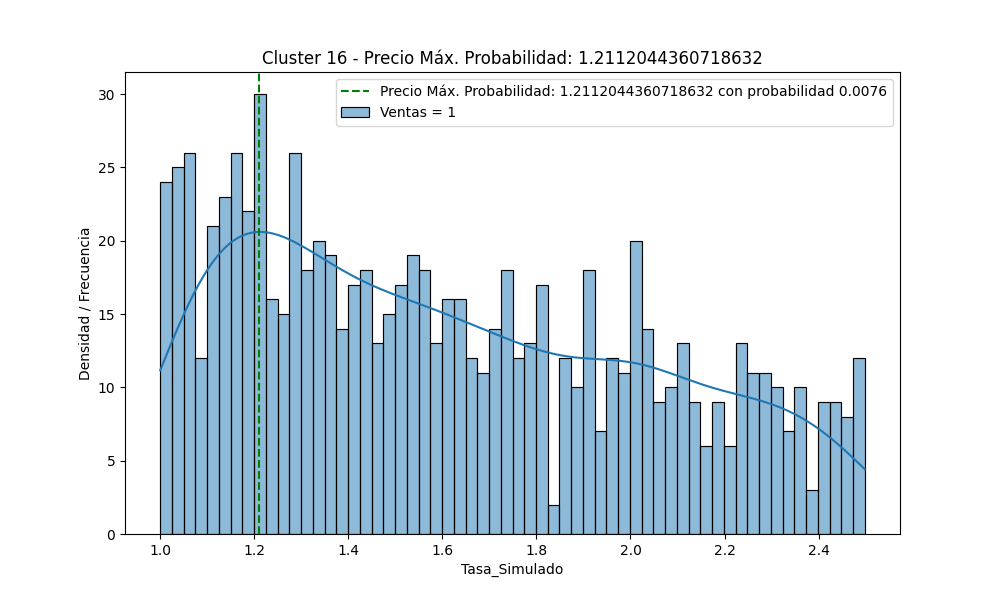 Cluster 16 - Precio Máx. Probabilidad: 1.2112044360718632
Precio Máx. Probabilidad: 1.2112044360718632 con probabilidad 0.0076
Ventas = 1
Densidad / Frecuencia
30
25
20
15
10
5
0
1.0 1.2 1.4 1.6 1.8 2.0 2.2 2.4
Tasa_Simulado